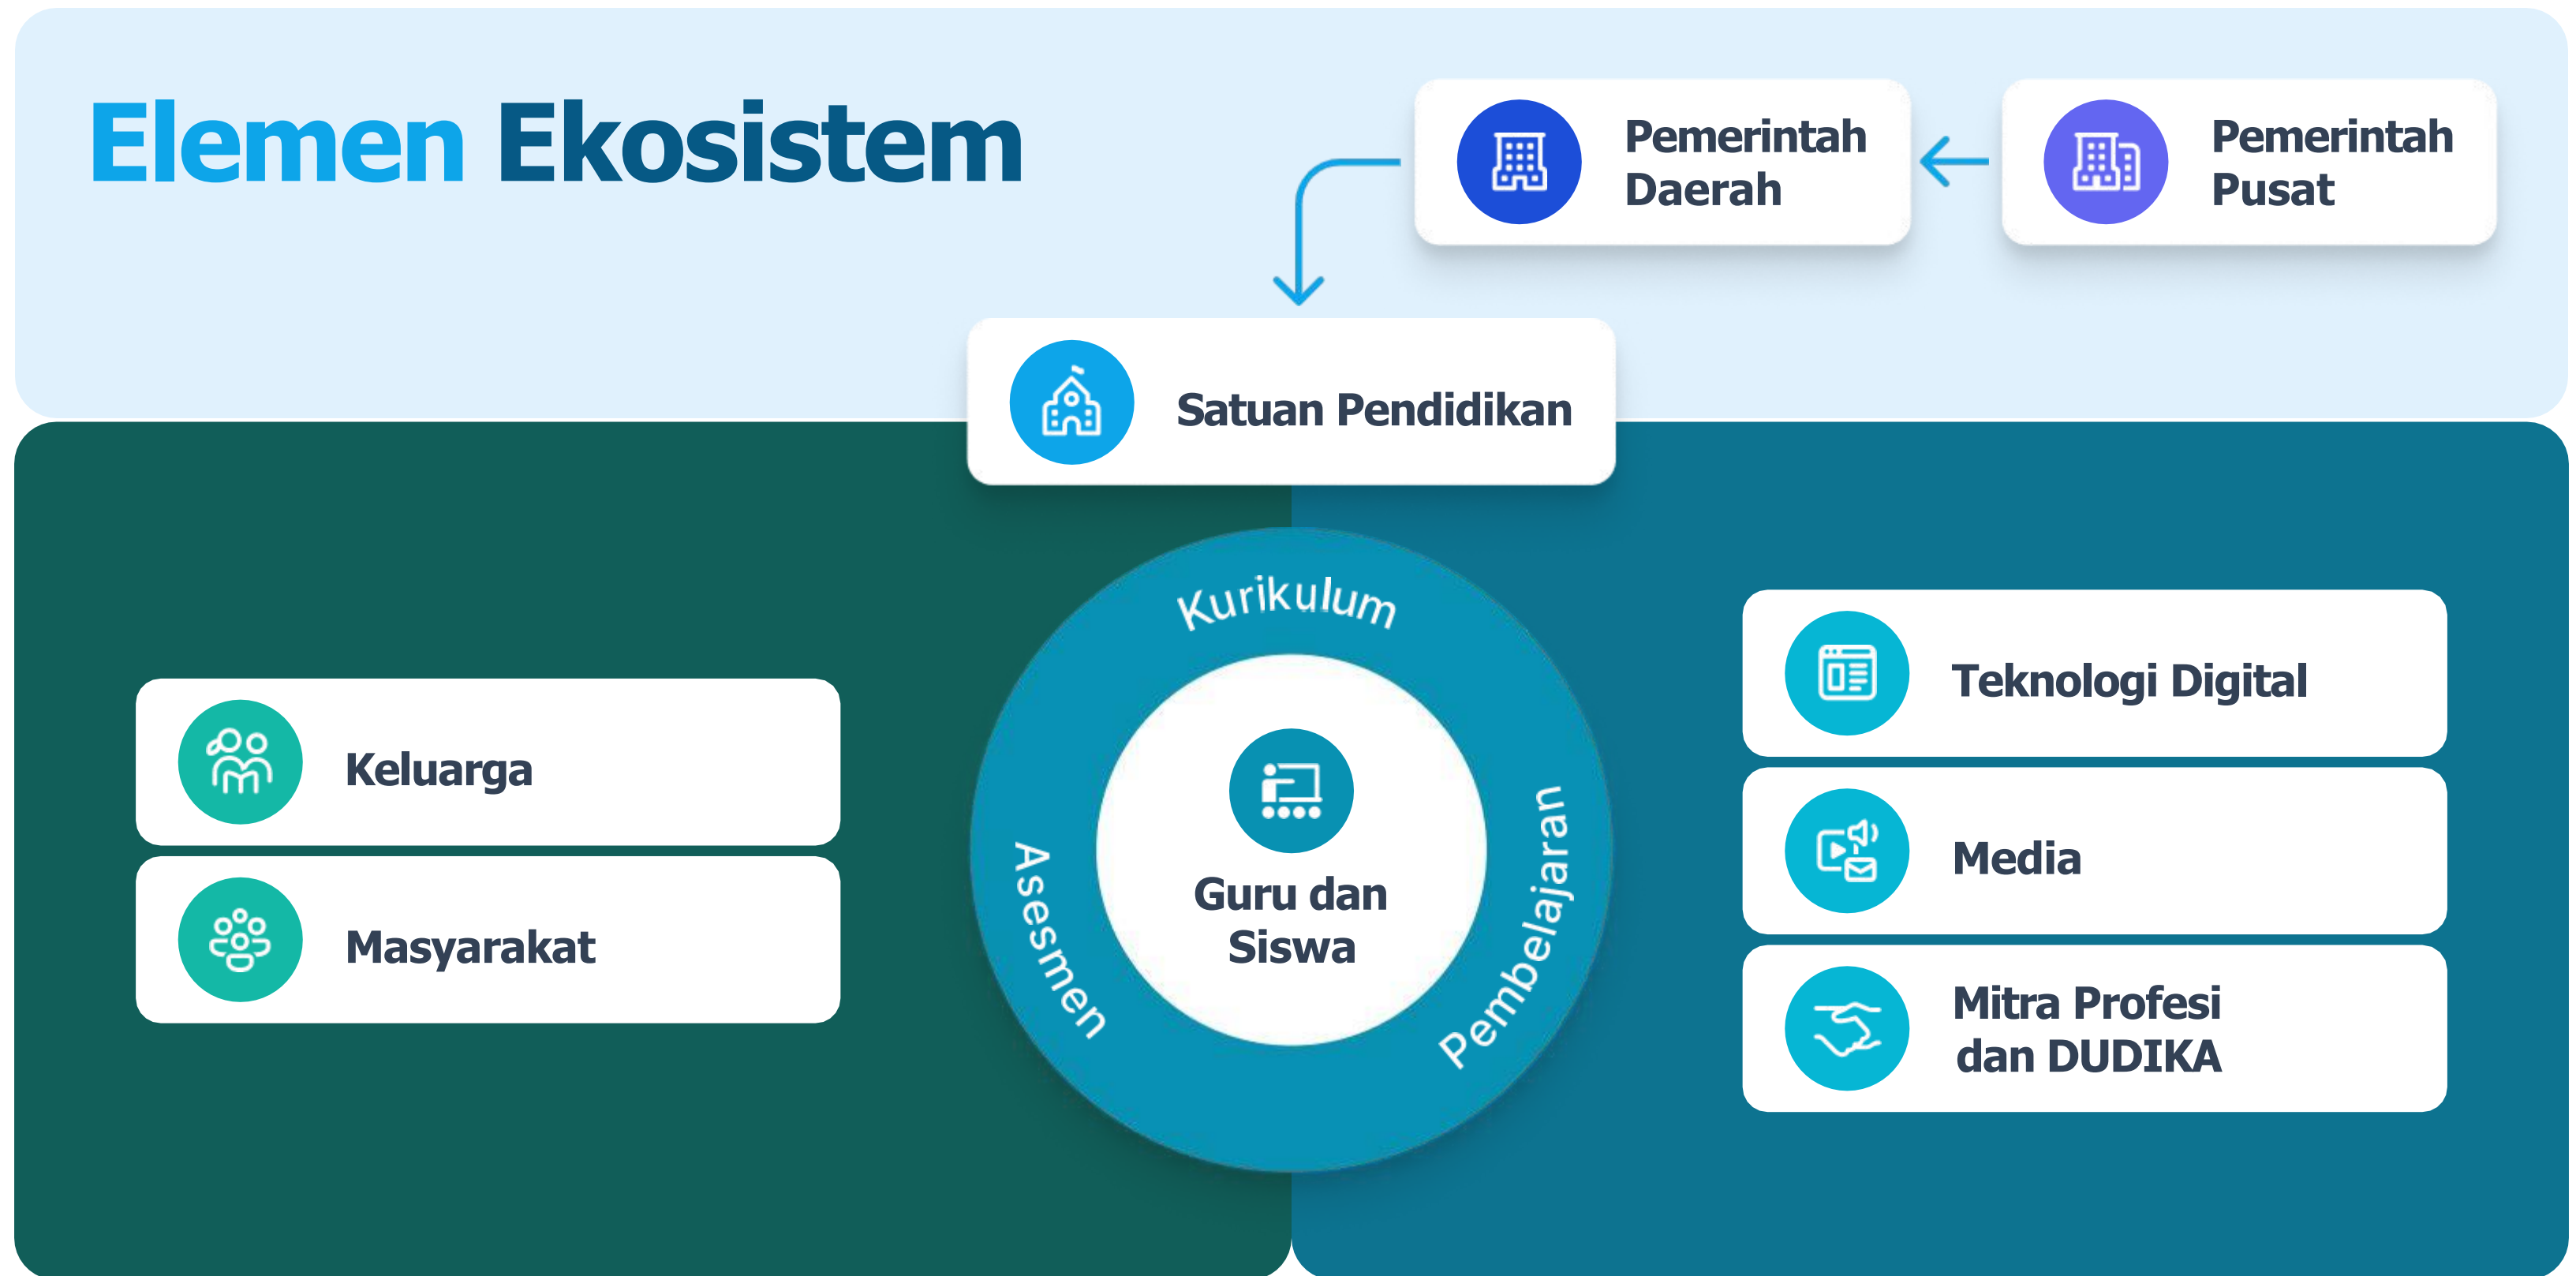 Elemen Ekosistem
Pemerintah
Daerah
Pemerintah
Pusat
Satuan Pendidikan
Keluarga
Masyarakat
Kurikulum
Asesmen
Pembelajaran
Guru dan
Siswa
Teknologi Digital
Media
Mitra Profesi
dan DUDIKA